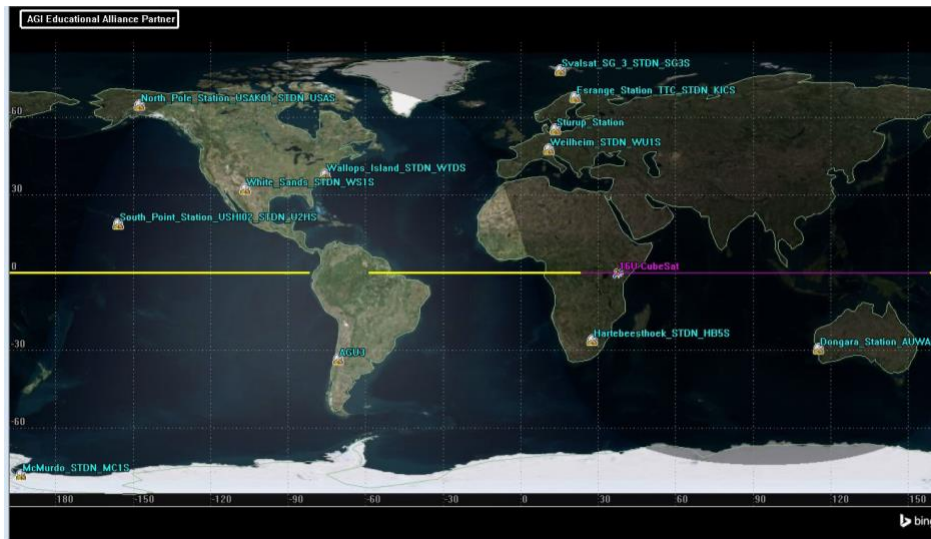 AGI Educational Alliance Partner
Svalsat_SG_3_STDN_SG3S
Esrange_Station_TTC_STDN_KICS
North_Pole_Station_USAK01_STDN_USAS
60
Sturup_Station
Weilheim_STDN_WU1S
Wallops_Island_STDN_WTDS
White_Sands_STDN_WS1S
30
South_Point_Station_USHI02_STDN_U2HS
0
16U-CubeSat
Hartebeesthoek_STDN_HB5S
Dongara_Station_AUWA
AGU3
-30
-60
McMurdo_STDN_MC1S
180 -150 -120 -90 -60 -30 0 30 60 90 120 150
bing